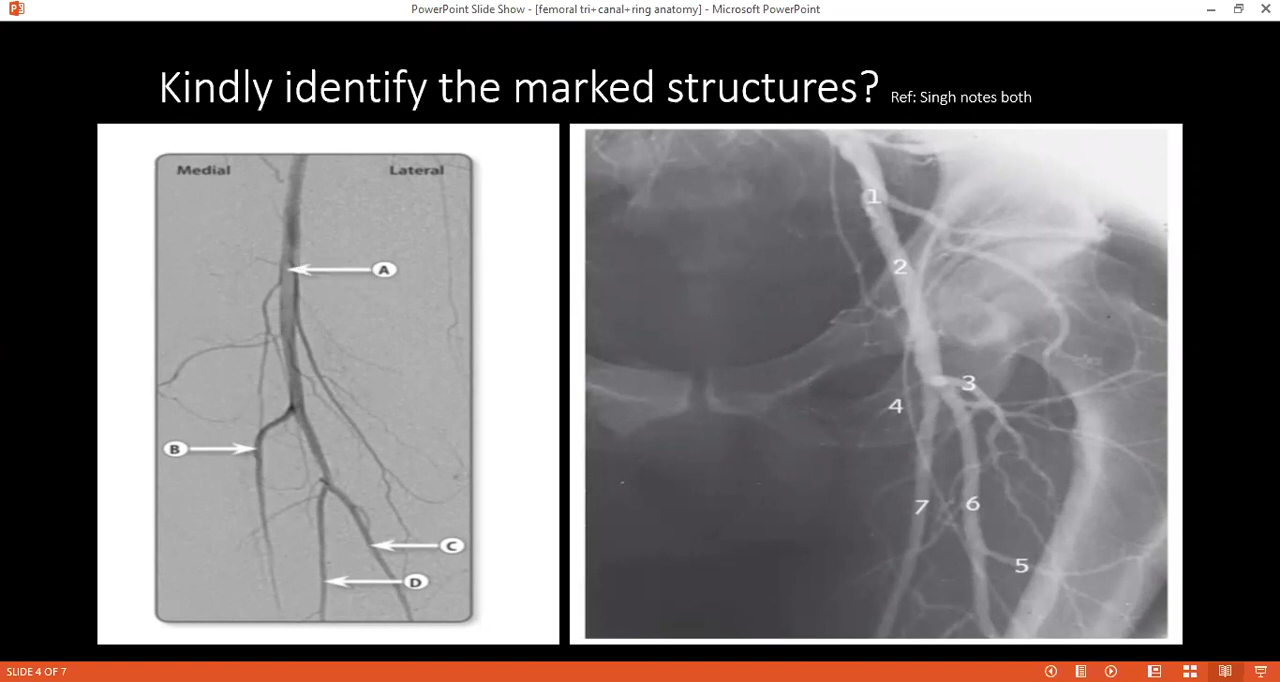 PowerPoint Slide Show - [femoral tri+canal+ring anatomy] - Microsoft PowerPoint
Kindly identify the marked structures? Ref: Singh notes both
Medial Lateral
A
B
C
D
1
2
3
4
7 6
5
SLIDE 4 OF 7